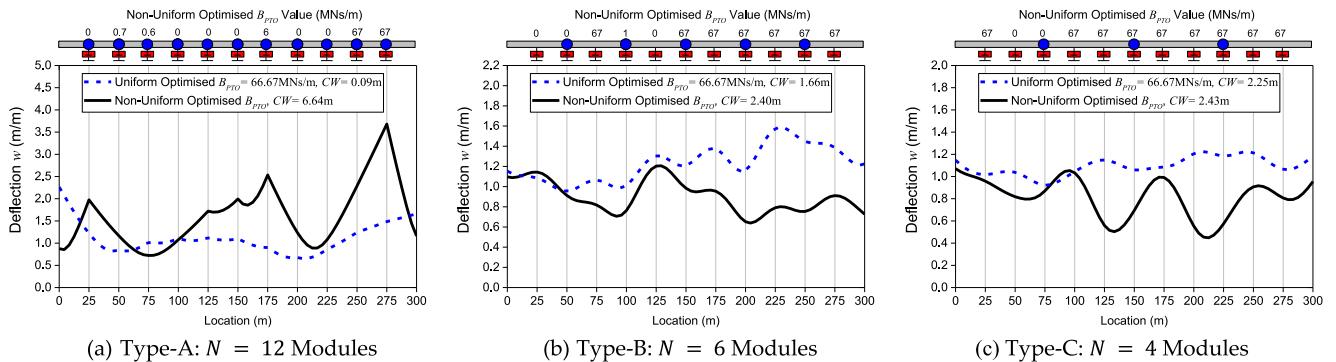 Non-Uniform Optimised B_PTO Value (MNs/m)
0 0.7 0.6 0 0 0 6 0 0 67 67
Uniform Optimised B_PTO = 66.67MNs/m, CW= 0.09m
Non-Uniform Optimised B_PTO, CW= 6.64m
Deflection w (m/m)
5,0
4,5
4,0
3,5
3,0
2,5
2,0
1,5
1,0
0,5
0,0
0 25 50 75 100 125 150 175 200 225 250 275 300
Location (m)
(a) Type-A: N = 12 Modules
Non-Uniform Optimised B_PTO Value (MNs/m)
0 0 67 1 0 67 67 67 67 67 67
Uniform Optimised B_PTO = 66.67MNs/m, CW= 1.66m
Non-Uniform Optimised B_PTO, CW= 2.40m
Deflection w (m/m)
2,2
2,0
1,8
1,6
1,4
1,2
1,0
0,8
0,6
0,4
0,2
0,0
0 25 50 75 100 125 150 175 200 225 250 275 300
Location (m)
(b) Type-B: N = 6 Modules
Non-Uniform Optimised B_PTO Value (MNs/m)
67 0 0 67 67 67 67 67 67 67 67
Uniform Optimised B_PTO = 66.67MNs/m, CW= 2.25m
Non-Uniform Optimised B_PTO, CW= 2.43m
Deflection w (m/m)
2,2
2,0
1,8
1,6
1,4
1,2
1,0
0,8
0,6
0,4
0,2
0,0
0 25 50 75 100 125 150 175 200 225 250 275 300
Location (m)
(c) Type-C: N = 4 Modules